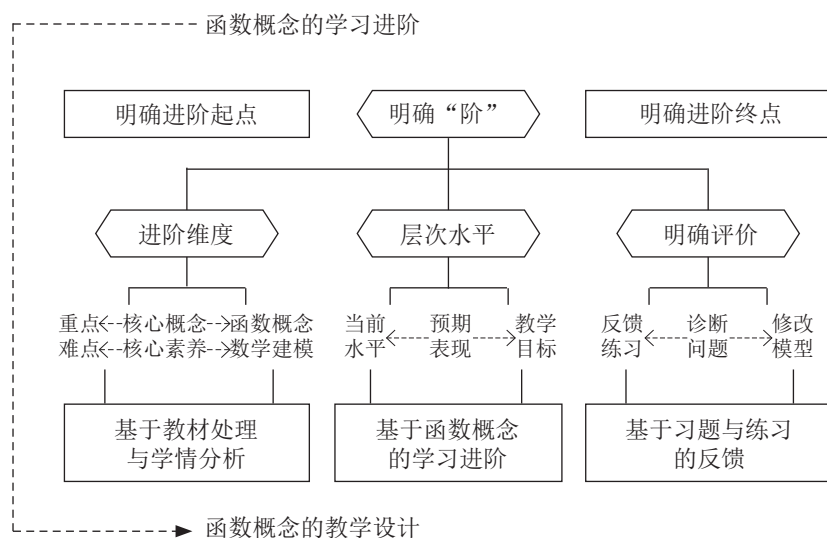 函数概念的学习进阶
明确进阶起点 明确“阶” 明确进阶终点
进阶维度 层次水平 明确评价
重点 核心概念 函数概念 当前 预期 教学 反馈 诊断 修改
难点 核心素养 数学建模 水平 表现 目标 练习 问题 模型
基于教材处理 基于函数概念 基于习题与练习
与学情分析 的学习进阶 的反馈
函数概念的教学设计